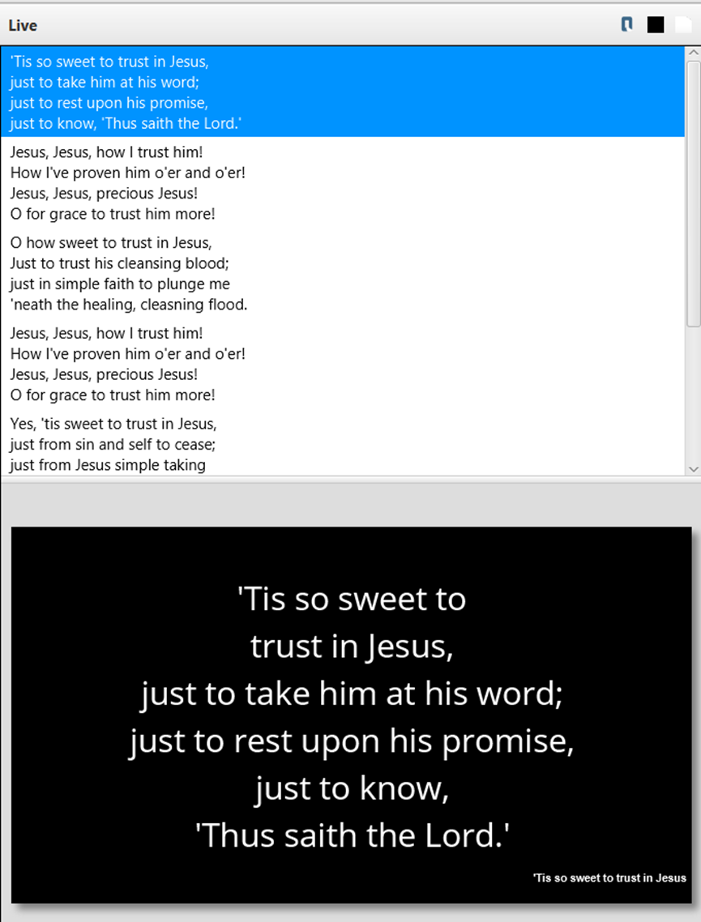 Live
'Tis so sweet to trust in Jesus,
just to take him at his word;
just to rest upon his promise,
just to know, 'Thus saith the Lord.'
Jesus, Jesus, how I trust him!
How I've proven him o'er and o'er!
Jesus, Jesus, precious Jesus!
O for grace to trust him more!
O how sweet to trust in Jesus,
Just to trust his cleansing blood;
just in simple faith to plunge me
'neath the healing, cleasning flood.
Jesus, Jesus, how I trust him!
How I've proven him o'er and o'er!
Jesus, Jesus, precious Jesus!
O for grace to trust him more!
Yes, 'tis sweet to trust in Jesus,
just from sin and self to cease;
just from Jesus simple taking
'Tis so sweet to
trust in Jesus,
just to take him at his word;
just to rest upon his promise,
just to know,
'Thus saith the Lord.'
'Tis so sweet to trust in Jesus